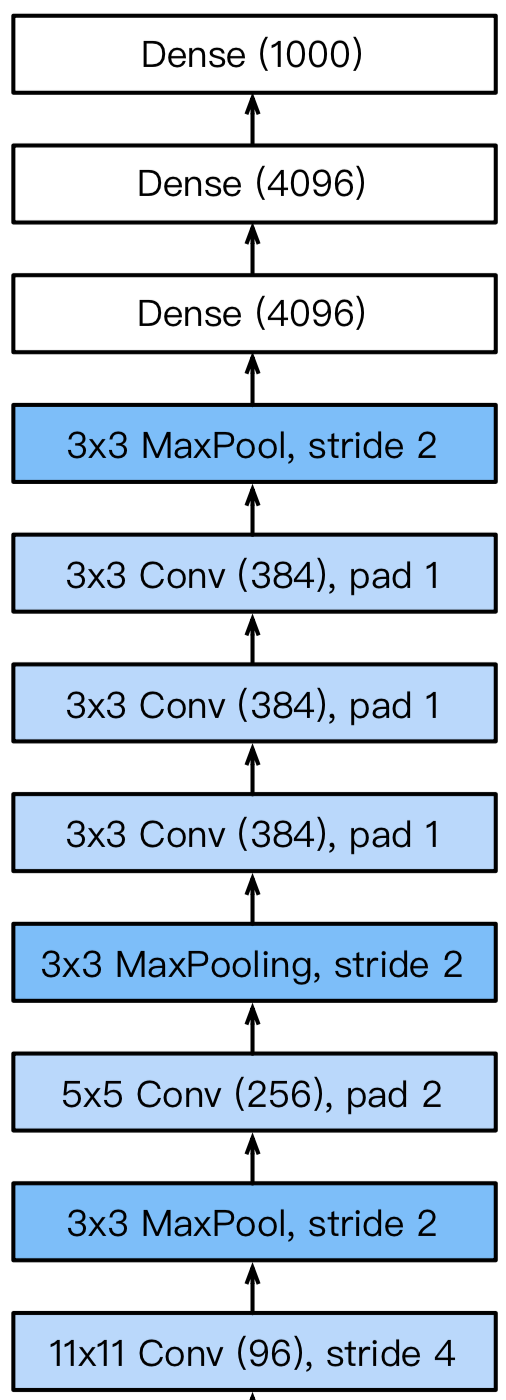 Dense (1000)
Dense (4096)
Dense (4096)
3x3 MaxPool, stride 2
3x3 Conv (384), pad 1
3x3 Conv (384), pad 1
3x3 Conv (384), pad 1
3x3 MaxPooling, stride 2
5x5 Conv (256), pad 2
3x3 MaxPool, stride 2
11x11 Conv (96), stride 4